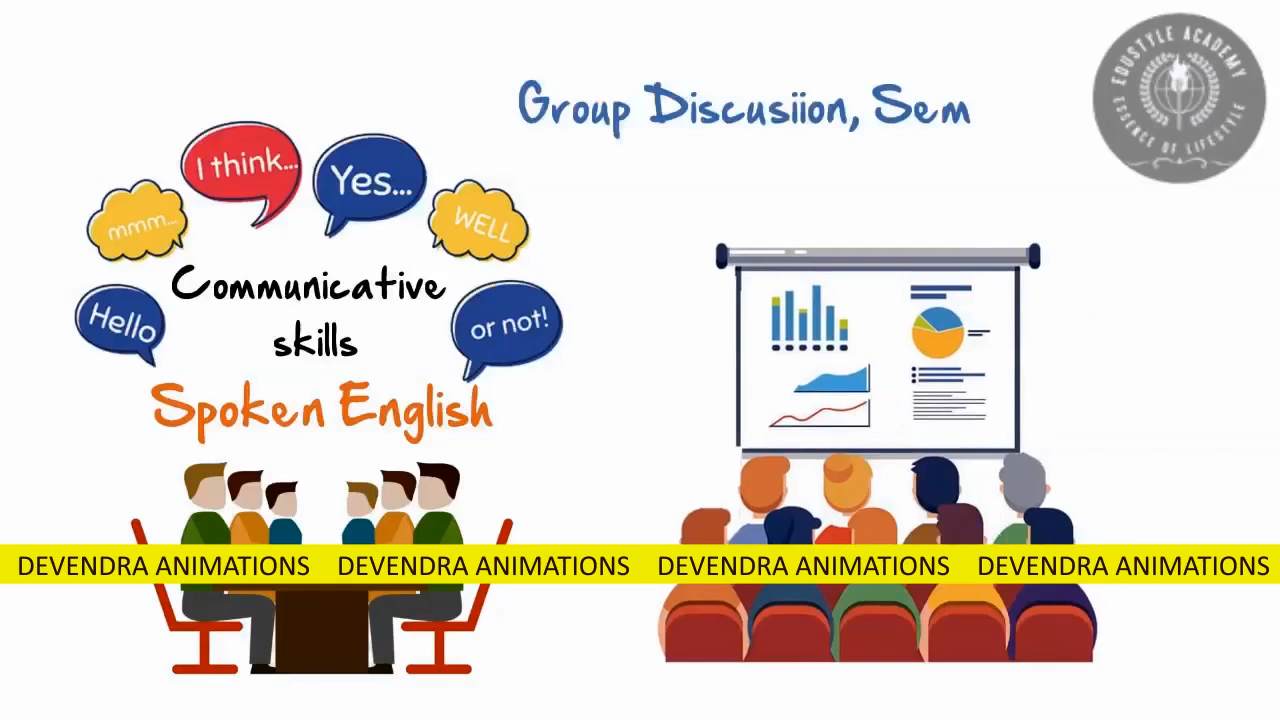 EDUSTYLE ACADEMY
ESSENCE OF LIFESTYLE
Group Discusiion, Sem
I think...
Yes...
mmm...
WELL
Communicative
skills
Hello
or not!
Spoken English
DEVENDRA ANIMATIONS DEVENDRA ANIMATIONS DEVENDRA ANIMATIONS DEVENDRA ANIMATIONS